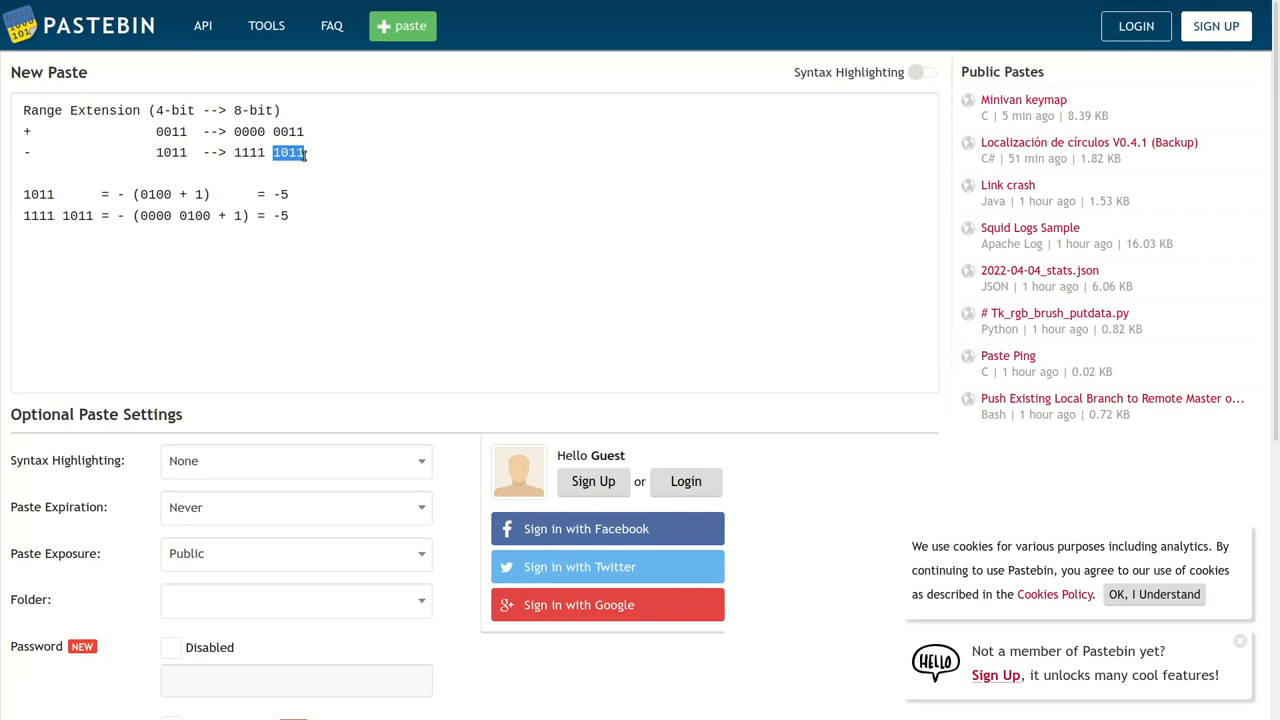 PASTEBIN
API
TOOLS
FAQ
paste
LOGIN
SIGN UP
New Paste
Syntax Highlighting
Range Extension (4-bit --> 8-bit)
+                0011  --> 0000 0011
-                1011  --> 1111 1011
1011      = - (0100 + 1)      = -5
1111 1011 = - (0000 0100 + 1) = -5
Public Pastes
Minivan keymap
C | 5 min ago | 8.39 KB
Localización de círculos V0.4.1 (Backup)
C# | 51 min ago | 1.82 KB
Link crash
Java | 1 hour ago | 1.53 KB
Squid Logs Sample
Apache Log | 1 hour ago | 16.03 KB
2022-04-04_stats.json
JSON | 1 hour ago | 6.06 KB
# Tk_rgb_brush_putdata.py
Python | 1 hour ago | 0.82 KB
Paste Ping
C | 1 hour ago | 0.02 KB
Push Existing Local Branch to Remote Master o...
Bash | 1 hour ago | 0.72 KB
Optional Paste Settings
Syntax Highlighting:
None
Paste Expiration:
Never
Paste Exposure:
Public
Folder:
Password NEW
Disabled
Hello Guest
Sign Up or Login
Sign in with Facebook
Sign in with Twitter
Sign in with Google
We use cookies for various purposes including analytics. By
continuing to use Pastebin, you agree to our use of cookies
as described in the Cookies Policy. OK, I Understand
HELLO
Not a member of Pastebin yet?
Sign Up, it unlocks many cool features!